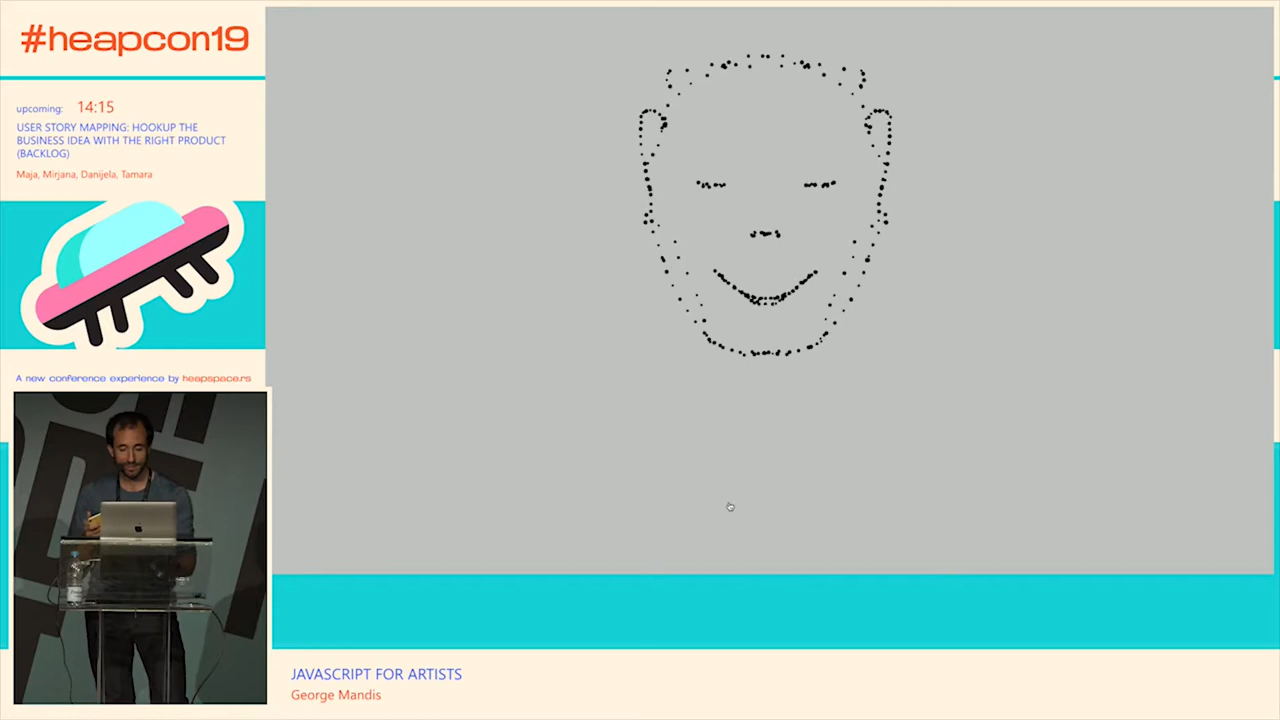 #heapcon19
upcoming: 14:15
USER STORY MAPPING: HOOKUP THE
BUSINESS IDEA WITH THE RIGHT PRODUCT
(BACKLOG)
Maja, Mirjana, Danijela, Tamara
A new conference experience by heapspace.rs
JAVASCRIPT FOR ARTISTS
George Mandis